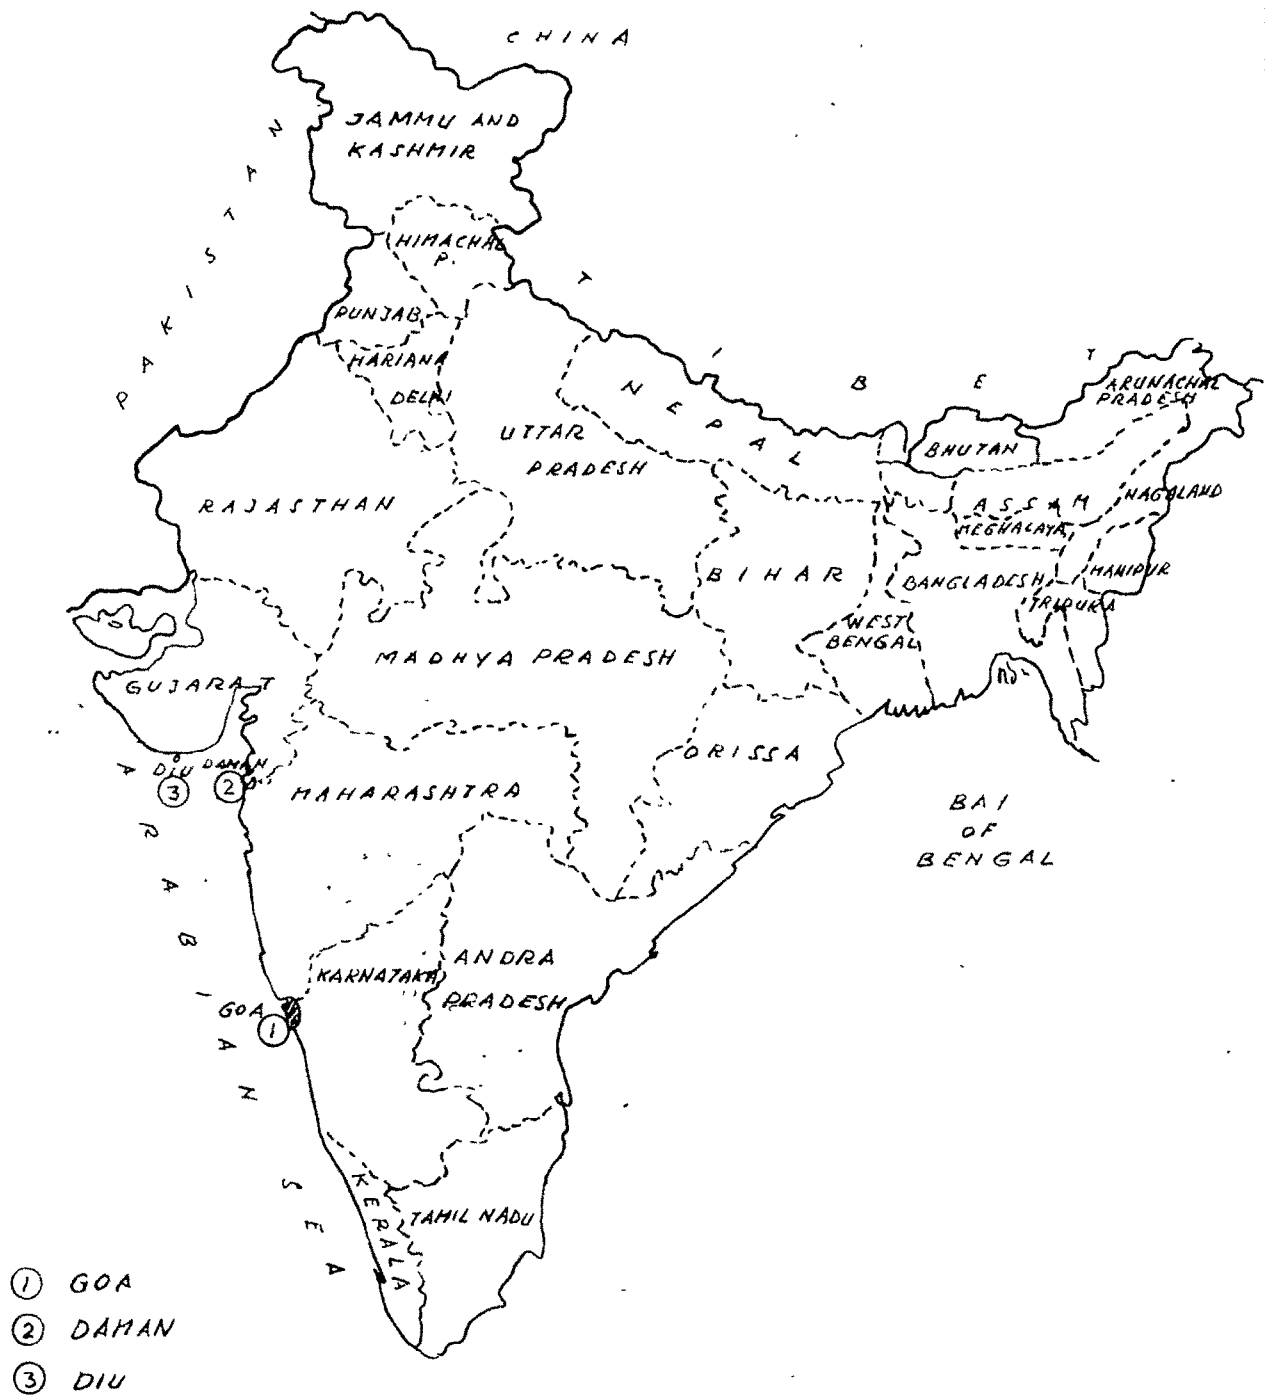 CHINA
JAMMU AND
KASHMIR
PAKISTAN
HIMACHAL
P.
PUNJAB
HARIANA
DELHI
TIBET
NEPAL
ARUNACHAL
PRADESH
BHUTAN
UTTAR
PRADESH
RAJASTHAN
ASSAM
NAGALAND
MEGHALAYA
BIHAR
BANGLADESH
MANIPUR
TRIPURA
WEST
BENGAL
MADHYA PRADESH
GUJARAT
ORISSA
DIU
DAMAN
3
2
MAHARASHTRA
BAI
OF
BENGAL
ARABIAN
SEA
ANDRA
PRADESH
KARNATAKA
GOA
1
KERALA
TAMIL NADU
1 GOA
2 DAMAN
3 DIU